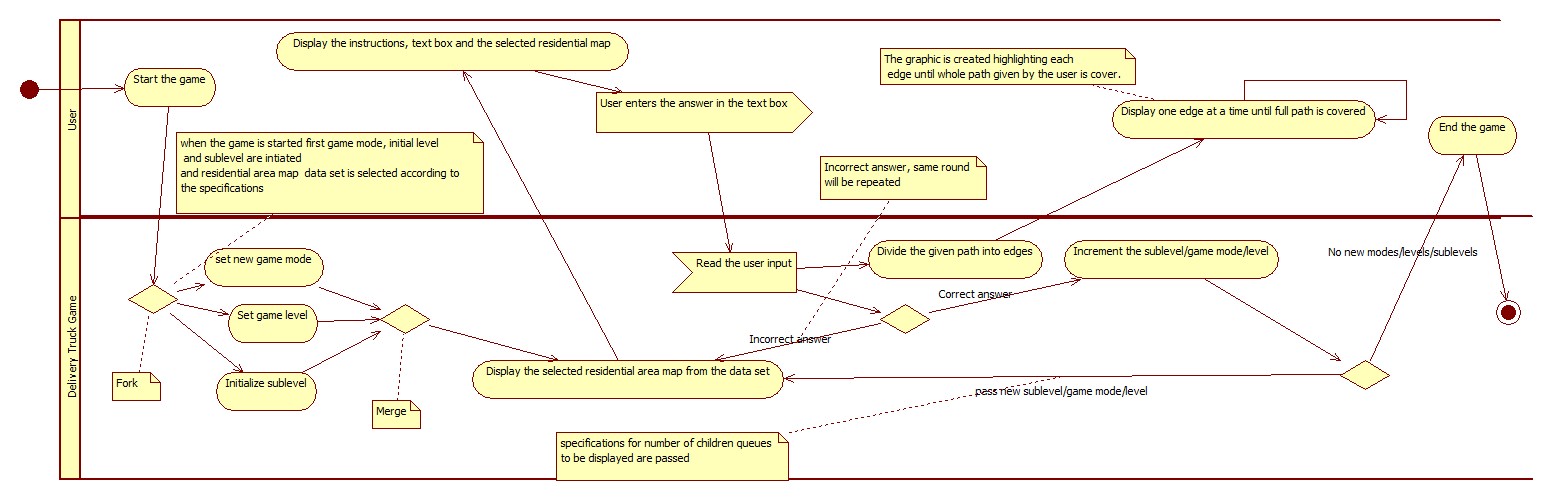 User
Start the game
Display the instructions, text box and the selected residential map
User enters the answer in the text box
The graphic is created highlighting each
edge until whole path given by the user is cover.
Display one edge at a time until full path is covered
End the game
when the game is started first game mode, initial level
and sublevel are intiated
and residential area map data set is selected according to
the specifications
Incorrect answer, same round
will be repeated
Delivery Truck Game
set new game mode
Set game level
Initialize sublevel
Fork
Merge
Read the user input
Divide the given path into edges
Increment the sublevel/game mode/level
No new modes/levels/sublevels
Correct answer
Incorrect answer
Display the selected residential area map from the data set
pass new sublevel/game mode/level
specifications for number of children queues
to be displayed are passed